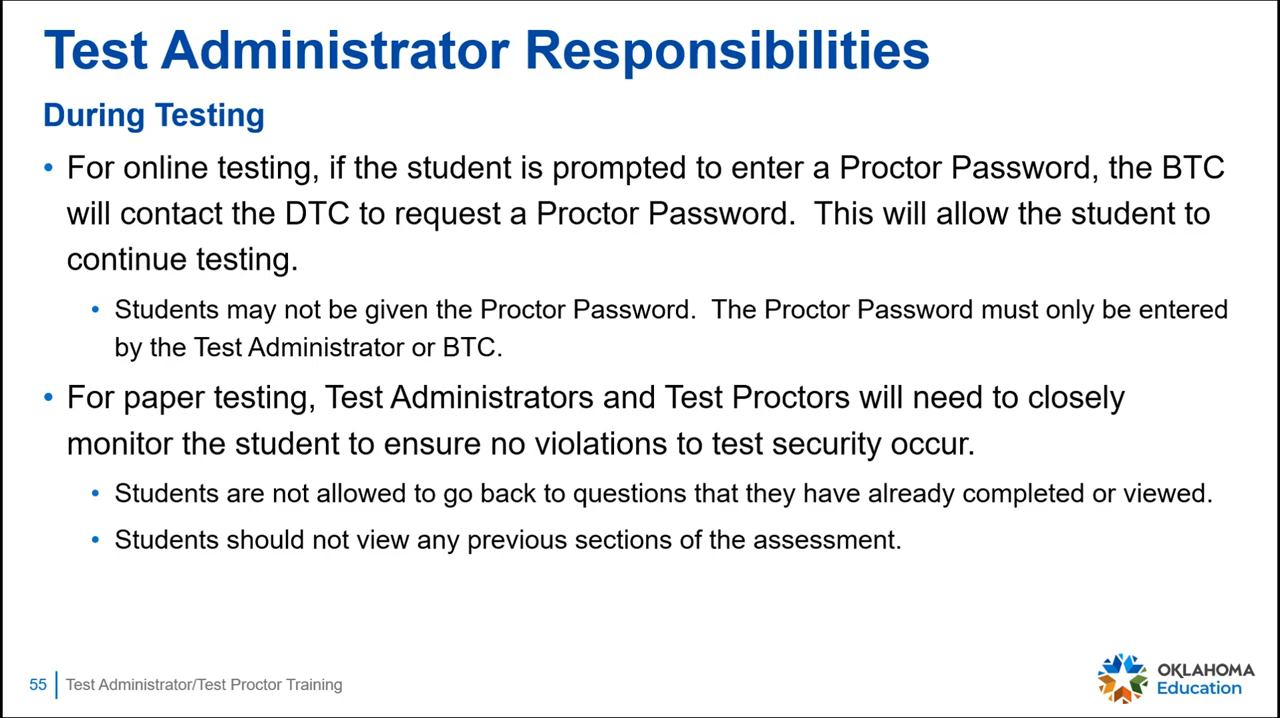 Test Administrator Responsibilities
During Testing
• For online testing, if the student is prompted to enter a Proctor Password, the BTC
will contact the DTC to request a Proctor Password.  This will allow the student to
continue testing.
• Students may not be given the Proctor Password.  The Proctor Password must only be entered
by the Test Administrator or BTC.
• For paper testing, Test Administrators and Test Proctors will need to closely
monitor the student to ensure no violations to test security occur.
• Students are not allowed to go back to questions that they have already completed or viewed.
• Students should not view any previous sections of the assessment.
55 | Test Administrator/Test Proctor Training
OKLAHOMA
Education